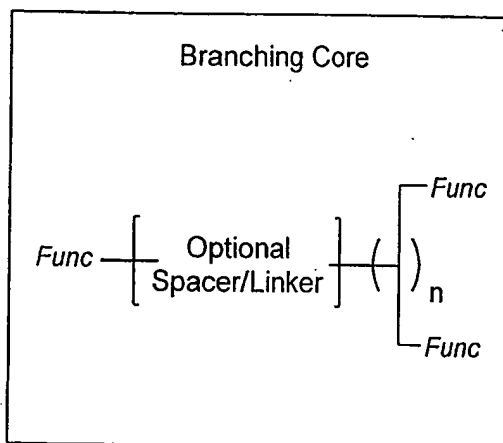 Branching Core
Func
Func
Optional
Spacer/Linker
( )
n
Func